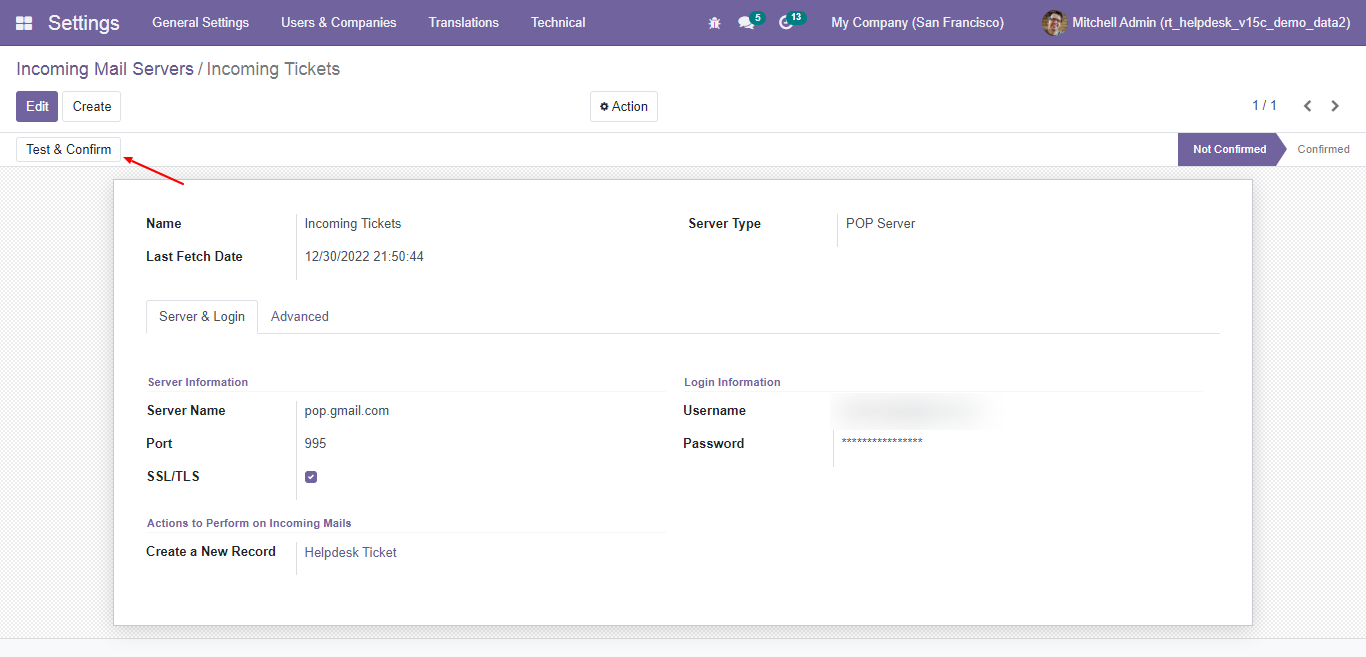 Settings General Settings Users & Companies Translations Technical 5 13 My Company (San Francisco) Mitchell Admin (rt_helpdesk_v15c_demo_data2)
Incoming Mail Servers / Incoming Tickets
Edit Create Action 1 / 1
Test & Confirm Not Confirmed Confirmed
Name Incoming Tickets Server Type POP Server
Last Fetch Date 12/30/2022 21:50:44
Server & Login Advanced
Server Information Login Information
Server Name pop.gmail.com Username
Port 995 Password ****************
SSL/TLS
Actions to Perform on Incoming Mails
Create a New Record Helpdesk Ticket